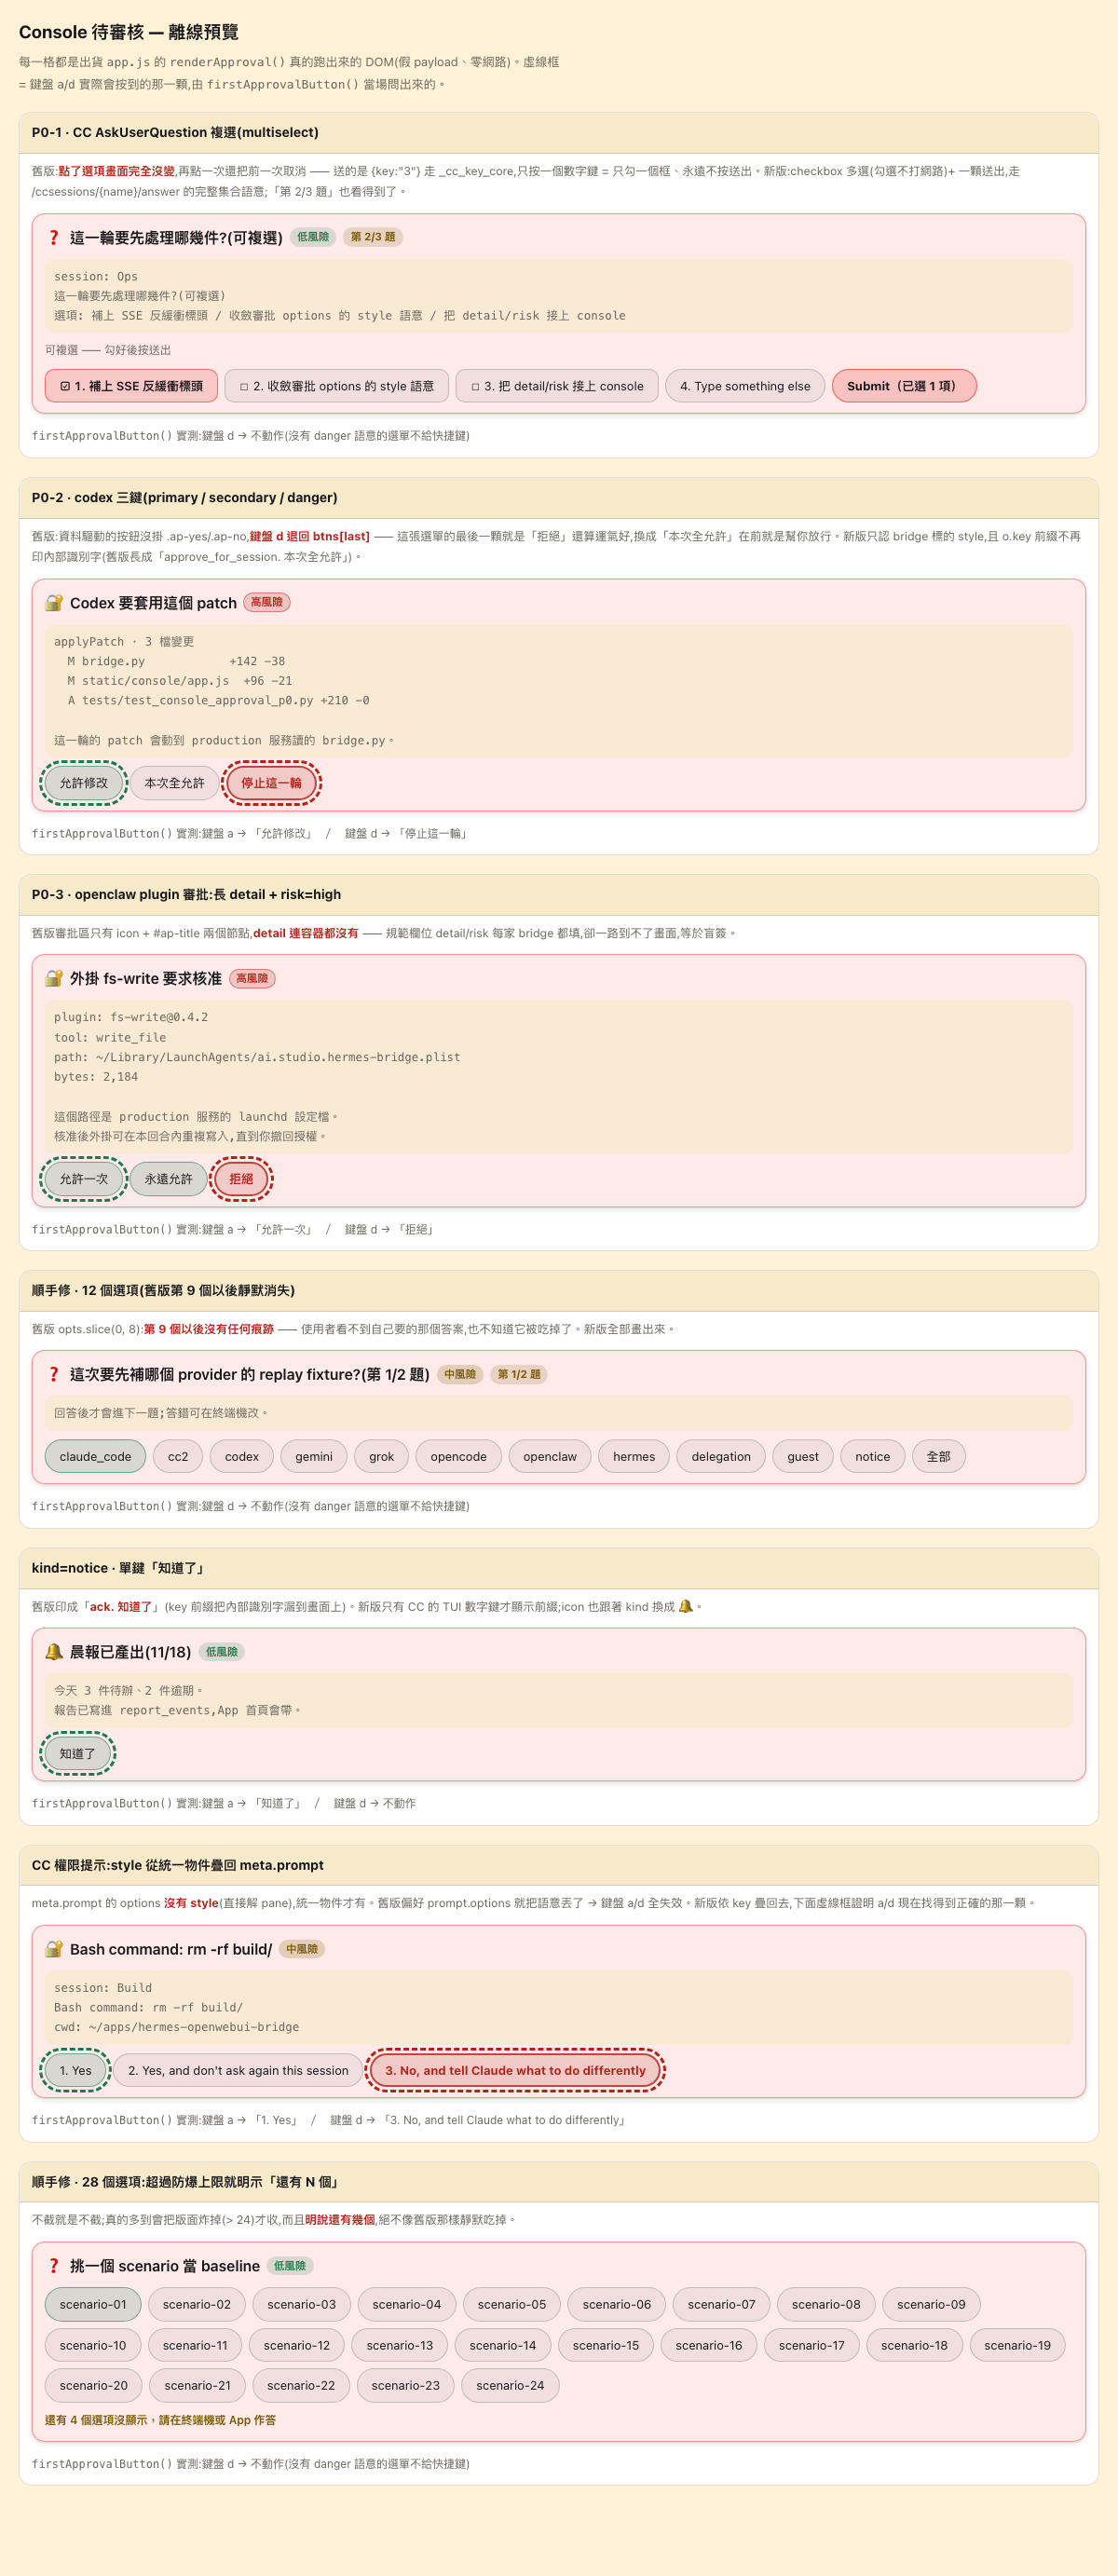 Console 待審核 — 離線預覽
每一格都是出貨 app.js 的 renderApproval() 真的跑出來的 DOM(假 payload、零網路)。虛線框
= 鍵盤 a/d 實際會按到的那一顆,由 firstApprovalButton() 當場問出來的。
P0-1 · CC AskUserQuestion 複選(multiselect)
舊版:點了選項畫面完全沒變,再點一次還把前一次取消 —— 送的是 {key:"3"} 走 _cc_key_core,只按一個數字鍵 = 只勾一個框、永遠不按送出。新版:checkbox 多選(勾選不打網路)+ 一顆送出,走
/ccsessions/{name}/answer 的完整集合語意;「第 2/3 題」也看得到了。
❓ 這一輪要先處理哪幾件?(可複選) 低風險 第 2/3 題
session: Ops
這一輪要先處理哪幾件?(可複選)
選項: 補上 SSE 反緩衝標頭 / 收斂審批 options 的 style 語意 / 把 detail/risk 接上 console
可複選 —— 勾好後按送出
☑ 1. 補上 SSE 反緩衝標頭 ☐ 2. 收斂審批 options 的 style 語意 ☐ 3. 把 detail/risk 接上 console 4. Type something else Submit（已選 1 項）
firstApprovalButton() 實測:鍵盤 d → 不動作(沒有 danger 語意的選單不給快捷鍵)
P0-2 · codex 三鍵(primary / secondary / danger)
舊版:資料驅動的按鈕沒掛 .ap-yes/.ap-no,鍵盤 d 退回 btns[last] —— 這張選單的最後一顆就是「拒絕」還算運氣好,換成「本次全允許」在前就是幫你放行。新版只認 bridge 標的 style,且 o.key 前綴不再
印內部識別字(舊版長成「approve_for_session. 本次全允許」)。
🔐 Codex 要套用這個 patch 高風險
applyPatch · 3 檔變更
M bridge.py +142 −38
M static/console/app.js +96 −21
A tests/test_console_approval_p0.py +210 −0
這一輪的 patch 會動到 production 服務讀的 bridge.py。
允許修改 本次全允許 停止這一輪
firstApprovalButton() 實測:鍵盤 a → 「允許修改」 / 鍵盤 d → 「停止這一輪」
P0-3 · openclaw plugin 審批:長 detail + risk=high
舊版審批區只有 icon + #ap-title 兩個節點,detail 連容器都沒有 —— 規範欄位 detail/risk 每家 bridge 都填,卻一路到不了畫面,等於盲簽。
🔐 外掛 fs-write 要求核准 高風險
plugin: fs-write@0.4.2
tool: write_file
path: ~/Library/LaunchAgents/ai.studio.hermes-bridge.plist
bytes: 2,184
這個路徑是 production 服務的 launchd 設定檔。
核准後外掛可在本回合內重複寫入,直到你撤回授權。
允許一次 永遠允許 拒絕
firstApprovalButton() 實測:鍵盤 a → 「允許一次」 / 鍵盤 d → 「拒絕」
順手修 · 12 個選項(舊版第 9 個以後靜默消失)
舊版 opts.slice(0, 8):第 9 個以後沒有任何痕跡 —— 使用者看不到自己要的那個答案,也不知道它被吃掉了。新版全部畫出來。
❓ 這次要先補哪個 provider 的 replay fixture?(第 1/2 題) 中風險 第 1/2 題
回答後才會進下一題;答錯可在終端機改。
claude_code cc2 codex gemini grok opencode openclaw hermes delegation guest notice 全部
firstApprovalButton() 實測:鍵盤 d → 不動作(沒有 danger 語意的選單不給快捷鍵)
kind=notice · 單鍵「知道了」
舊版印成「ack. 知道了」(key 前綴把內部識別字漏到畫面上)。新版只有 CC 的 TUI 數字鍵才顯示前綴;icon 也跟著 kind 換成 🔔。
🔔 晨報已產出(11/18) 低風險
今天 3 件待辦、2 件逾期。
報告已寫進 report_events,App 首頁會帶。
知道了
firstApprovalButton() 實測:鍵盤 a → 「知道了」 / 鍵盤 d → 不動作
CC 權限提示:style 從統一物件疊回 meta.prompt
meta.prompt 的 options 沒有 style(直接解 pane),統一物件才有。舊版偏好 prompt.options 就把語意丟了 → 鍵盤 a/d 全失效。新版依 key 疊回去,下面虛線框證明 a/d 現在找得到正確的那一顆。
🔐 Bash command: rm -rf build/ 中風險
session: Build
Bash command: rm −rf build/
cwd: ~/apps/hermes-openwebui-bridge
1. Yes 2. Yes, and don't ask again this session 3. No, and tell Claude what to do differently
firstApprovalButton() 實測:鍵盤 a → 「1. Yes」 / 鍵盤 d → 「3. No, and tell Claude what to do differently」
順手修 · 28 個選項:超過防爆上限就明示「還有 N 個」
不截就是不截;真的多到會把版面炸掉(> 24)才收,而且明說還有幾個,絕不像舊版那樣靜默吃掉。
❓ 挑一個 scenario 當 baseline 低風險
scenario-01 scenario-02 scenario-03 scenario-04 scenario-05 scenario-06 scenario-07 scenario-08 scenario-09
scenario-10 scenario-11 scenario-12 scenario-13 scenario-14 scenario-15 scenario-16 scenario-17 scenario-18 scenario-19
scenario-20 scenario-21 scenario-22 scenario-23 scenario-24
還有 4 個選項沒顯示，請在終端機或 App 作答
firstApprovalButton() 實測:鍵盤 d → 不動作(沒有 danger 語意的選單不給快捷鍵)